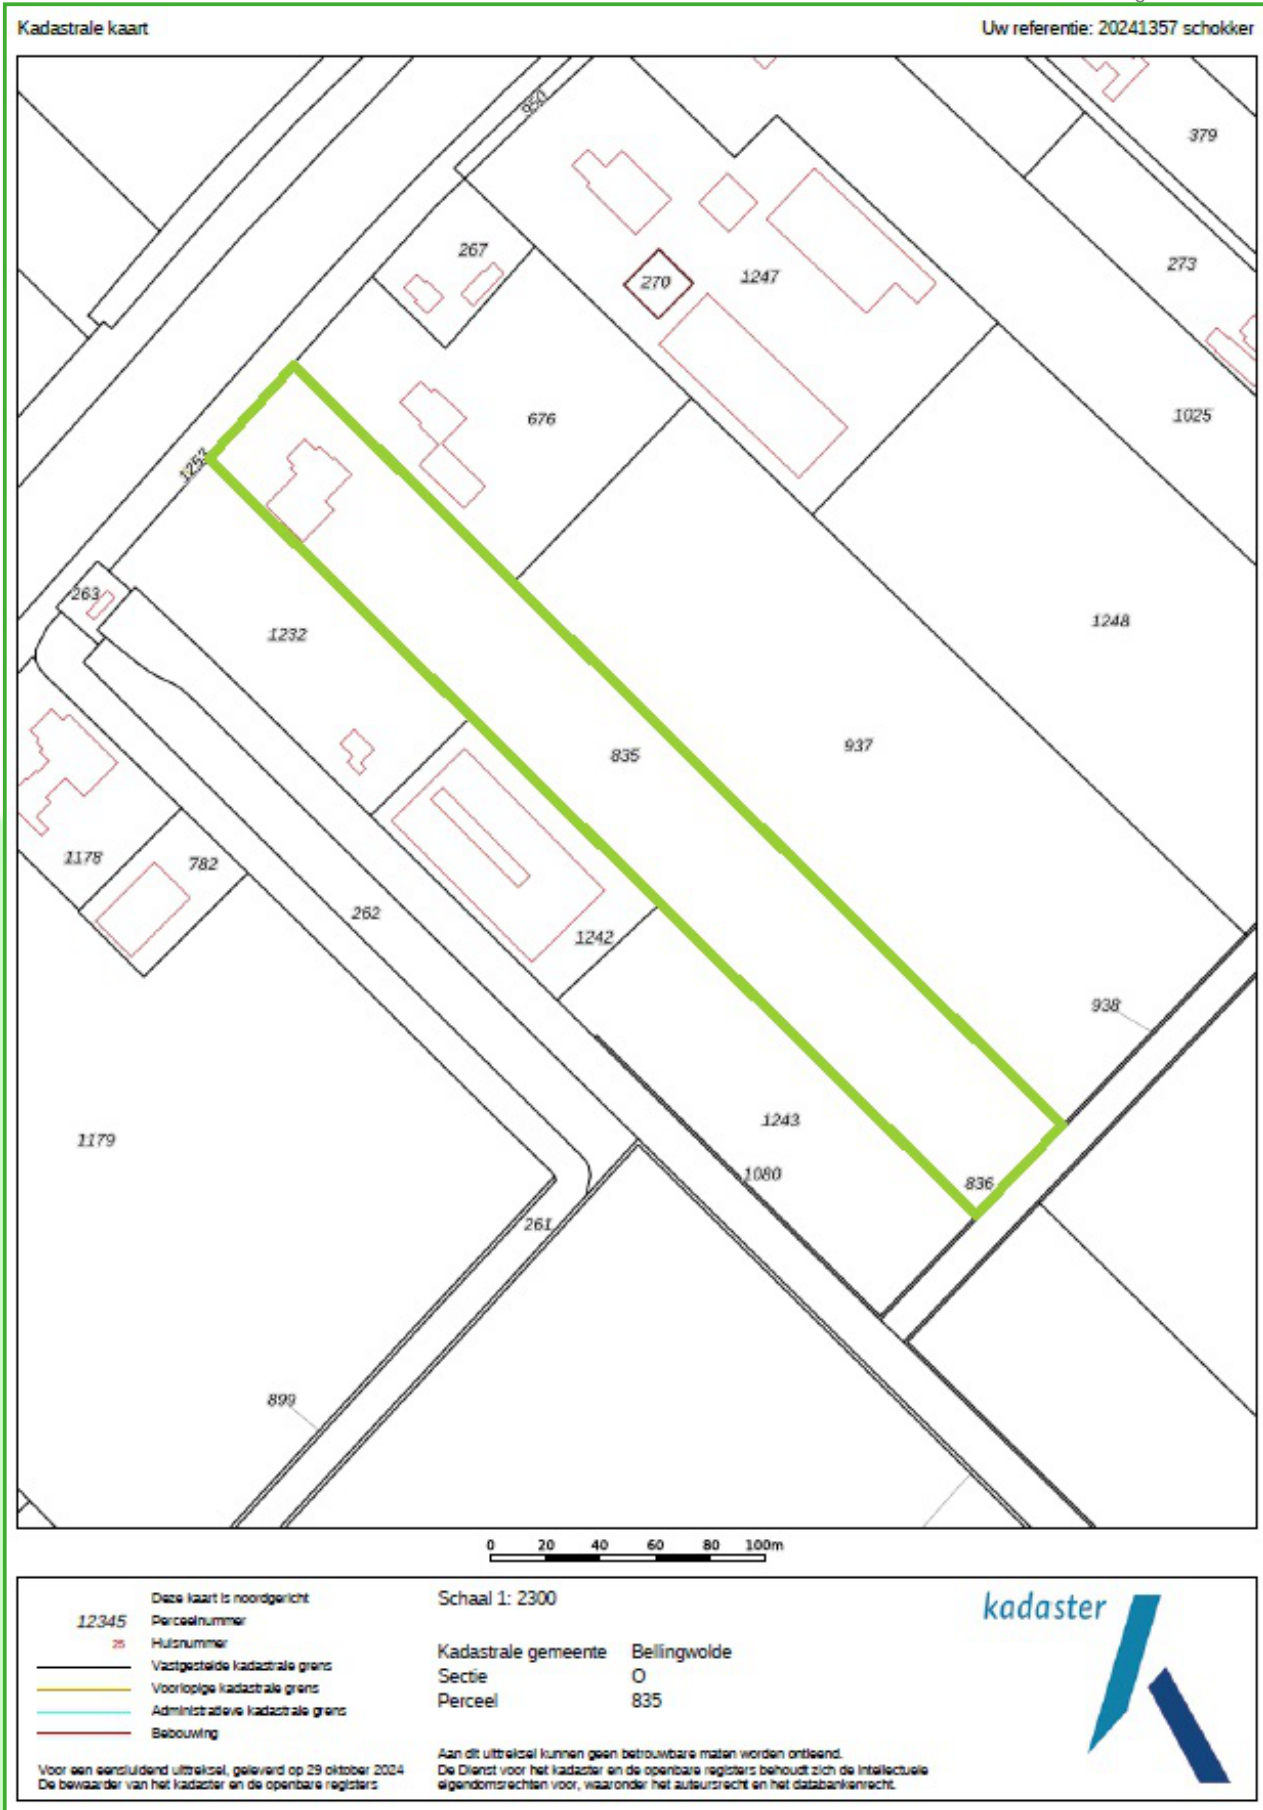 Kadastrale kaart
Uw referentie: 20241357 schokker
950
379
267
273
270
1247
676
1025
1253
263
1232
1248
835
937
1178
782
262
1242
938
1243
1179
1080
836
261
899
0 20 40 60 80 100m
Deze kaart is noordgericht
12345 Perceelnummer
25 Huisnummer
Vastgestelde kadastrale grens
Voorlopige kadastrale grens
Administratieve kadastrale grens
Bebouwing
Voor een eensluidend uittreksel, geleverd op 29 oktober 2024
De bewaarder van het kadaster en de openbare registers
Schaal 1: 2300
Kadastrale gemeente Bellingwolde
Sectie O
Perceel 835
Aan dit uittreksel kunnen geen betrouwbare maten worden ontleend.
De Dienst voor het kadaster en de openbare registers behoudt zich de intellectuele
eigendomsrechten voor, waaronder het auteursrecht en het databankenrecht.
kadaster